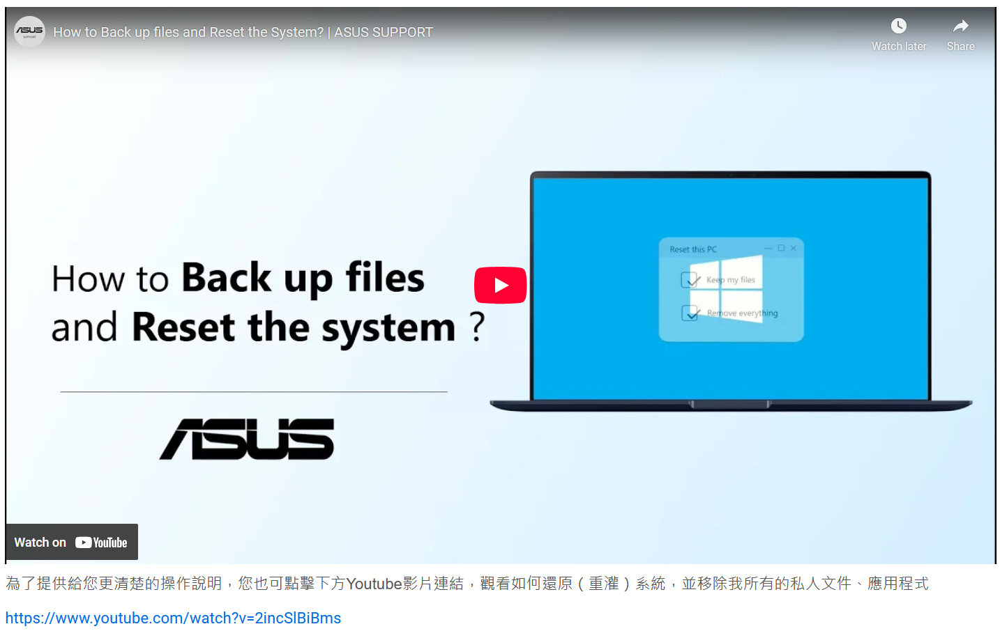 ASUS
SUPPORT
How to Back up files and Reset the System? | ASUS SUPPORT
Watch later
Share
Reset this PC
Keep my files
Remove everything
How to Back up files
and Reset the system ?
ASUS
Watch on YouTube
為了提供給您更清楚的操作說明，您也可點擊下方Youtube影片連結，觀看如何還原（重灌）系統，並移除我所有的私人文件、應用程式
https://www.youtube.com/watch?v=2incSlBiBms